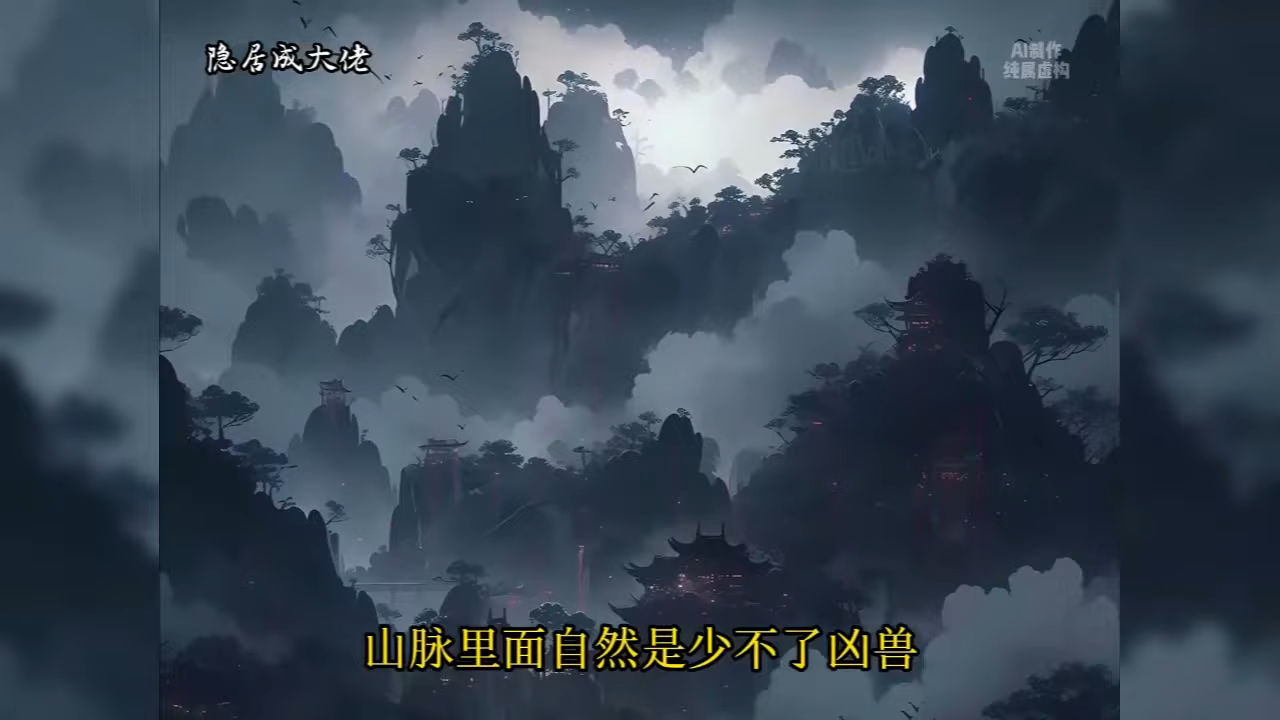 隐居成大佬
AI制作
纯属虚构
山脉里面自然是少不了凶兽